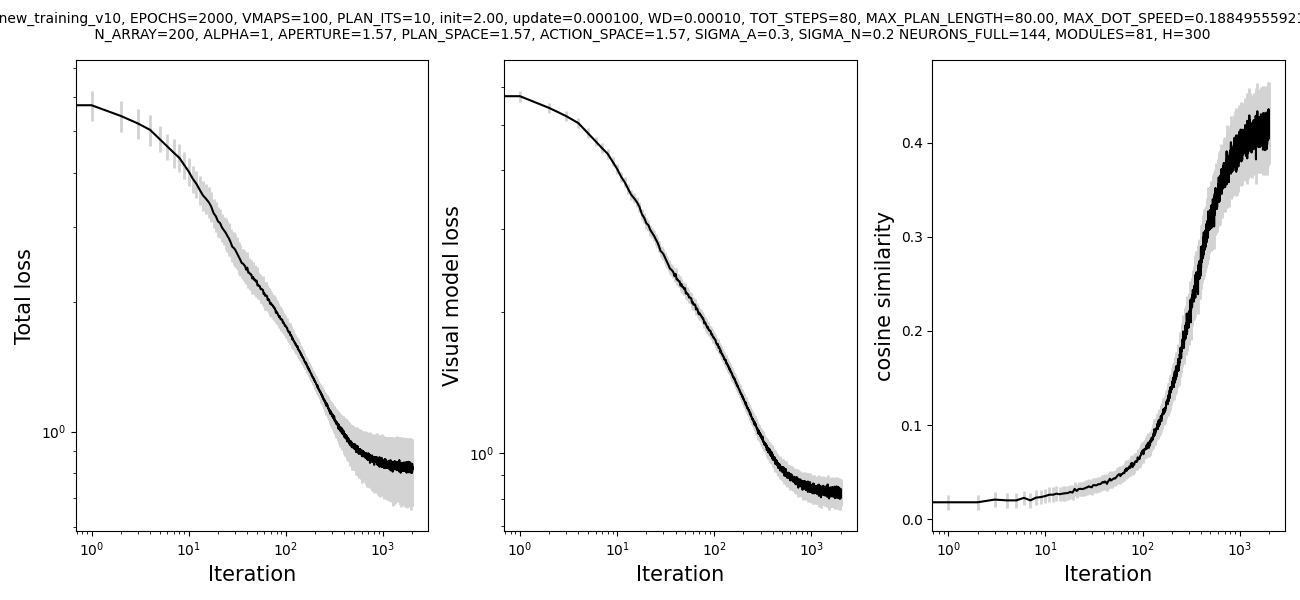 new_training_v10, EPOCHS=2000, VMAPS=100, PLAN_ITS=10, init=2.00, update=0.000100, WD=0.00010, TOT_STEPS=80, MAX_PLAN_LENGTH=80.00, MAX_DOT_SPEED=0.1884955592
N_ARRAY=200, ALPHA=1, APERTURE=1.57, PLAN_SPACE=1.57, ACTION_SPACE=1.57, SIGMA_A=0.3, SIGMA_N=0.2 NEURONS_FULL=144, MODULES=81, H=300
Total loss
10⁰
10⁰ 10¹ 10² 10³
Iteration
Visual model loss
10⁰
10⁰ 10¹ 10² 10³
Iteration
cosine similarity
0.4
0.3
0.2
0.1
0.0
10⁰ 10¹ 10² 10³
Iteration